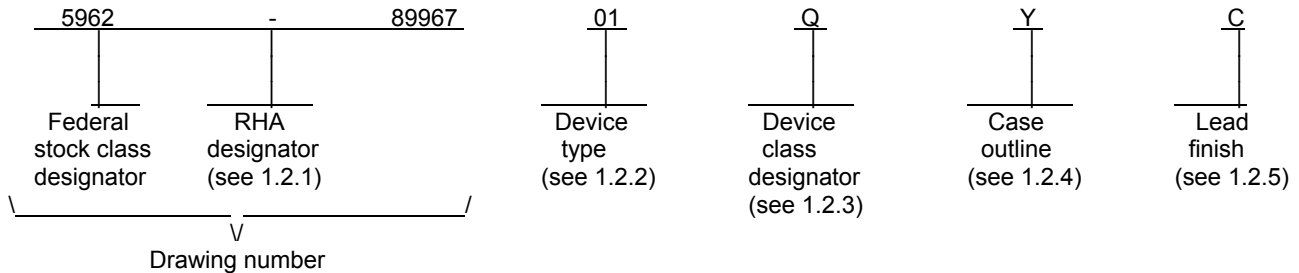 5962 - 89967 01 Q Y C
Federal RHA Device Device Case Lead
stock class designator type class outline finish
designator (see 1.2.1) (see 1.2.2) designator (see 1.2.4) (see 1.2.5)
(see 1.2.3)
\ /
\/
Drawing number